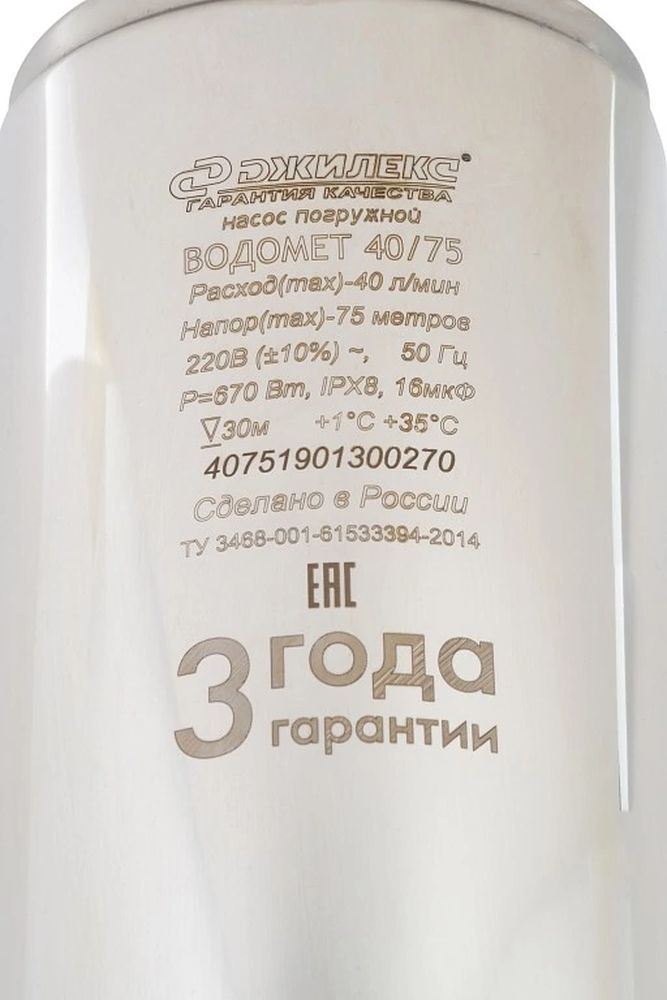 ДЖИЛЕКС®
ГАРАНТИЯ КАЧЕСТВА
насос погружной
ВОДОМЕТ 40/75
Расход(max)-40 л/мин
Напор(max)-75 метров
220В (±10%) ~, 50 Гц
P=670 Вт, IPX8, 16мкФ
▽30м +1°C +35°C
40751901300270
Сделано в России
ТУ 3468-001-61533394-2014
ЕАС
3 года
гарантии